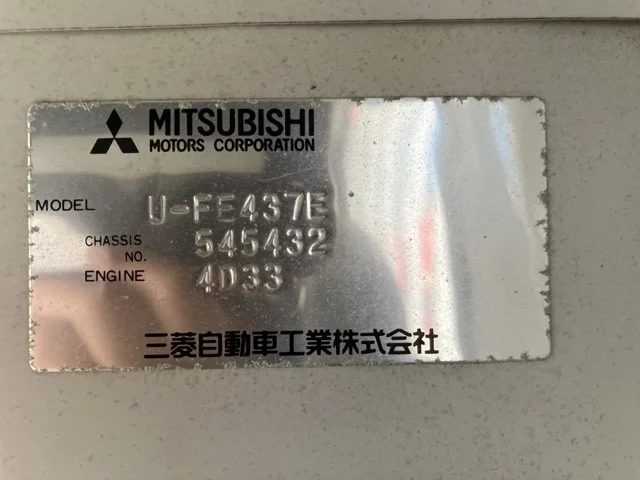 MITSUBISHI
MOTORS CORPORATION
MODEL U-FE437E
CHASSIS NO. 545432
ENGINE 4D33
三菱自動車工業株式会社